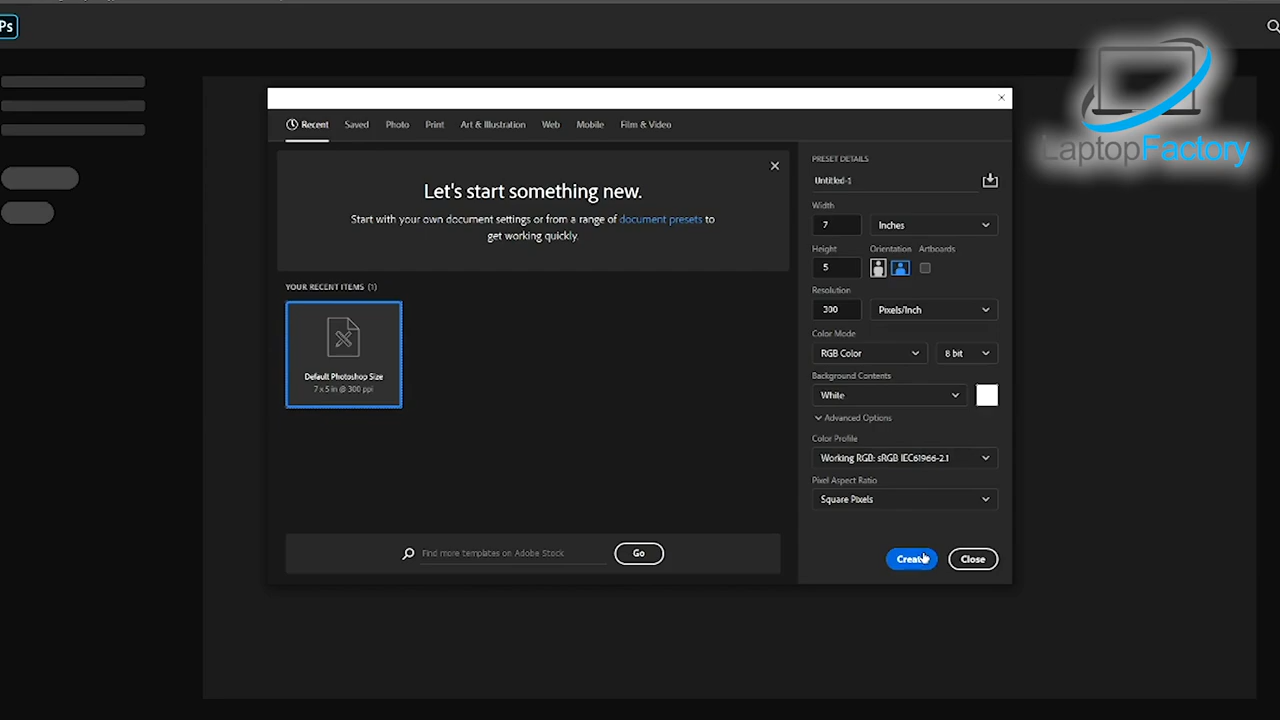 Ps
LaptopFactory
Recent
Saved
Photo
Print
Art & Illustration
Web
Mobile
Film & Video
Let's start something new.
Start with your own document settings or from a range of document presets to
get working quickly.
YOUR RECENT ITEMS (1)
Default Photoshop Size
7 x 5 in @ 300 ppi
Find more templates on Adobe Stock
Go
PRESET DETAILS
Untitled-1
Width
7
Inches
Height
Orientation
Artboards
5
Resolution
300
Pixels/Inch
Color Mode
RGB Color
8 bit
Background Contents
White
Advanced Options
Color Profile
Working RGB: sRGB IEC61966-2.1
Pixel Aspect Ratio
Square Pixels
Create
Close